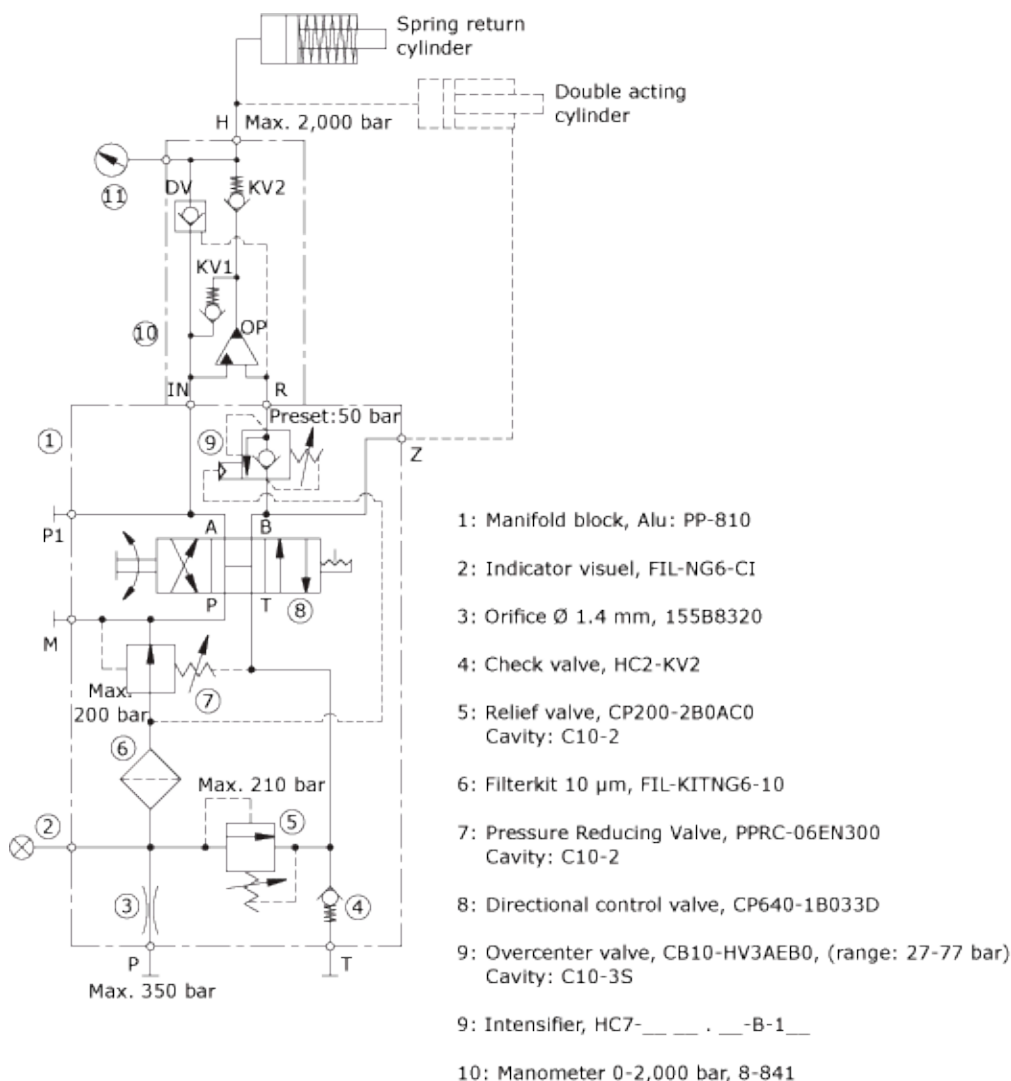 Spring return
cylinder
Double acting
cylinder
H
Max. 2,000 bar
11
DV
KV2
KV1
10
OP
IN
R
Preset:50 bar
1
9
Z
P1
A
B
P
T
8
M
Max.
200 bar
7
6
Max. 210 bar
5
2
3
4
P
T
Max. 350 bar
1: Manifold block, Alu: PP-810
2: Indicator visuel, FIL-NG6-CI
3: Orifice Ø 1.4 mm, 155B8320
4: Check valve, HC2-KV2
5: Relief valve, CP200-2B0AC0
Cavity: C10-2
6: Filterkit 10 µm, FIL-KITNG6-10
7: Pressure Reducing Valve, PPRC-06EN300
Cavity: C10-2
8: Directional control valve, CP640-1B033D
9: Overcenter valve, CB10-HV3AEB0, (range: 27-77 bar)
Cavity: C10-3S
9: Intensifier, HC7-__ __ . __-B-1__
10: Manometer 0-2,000 bar, 8-841